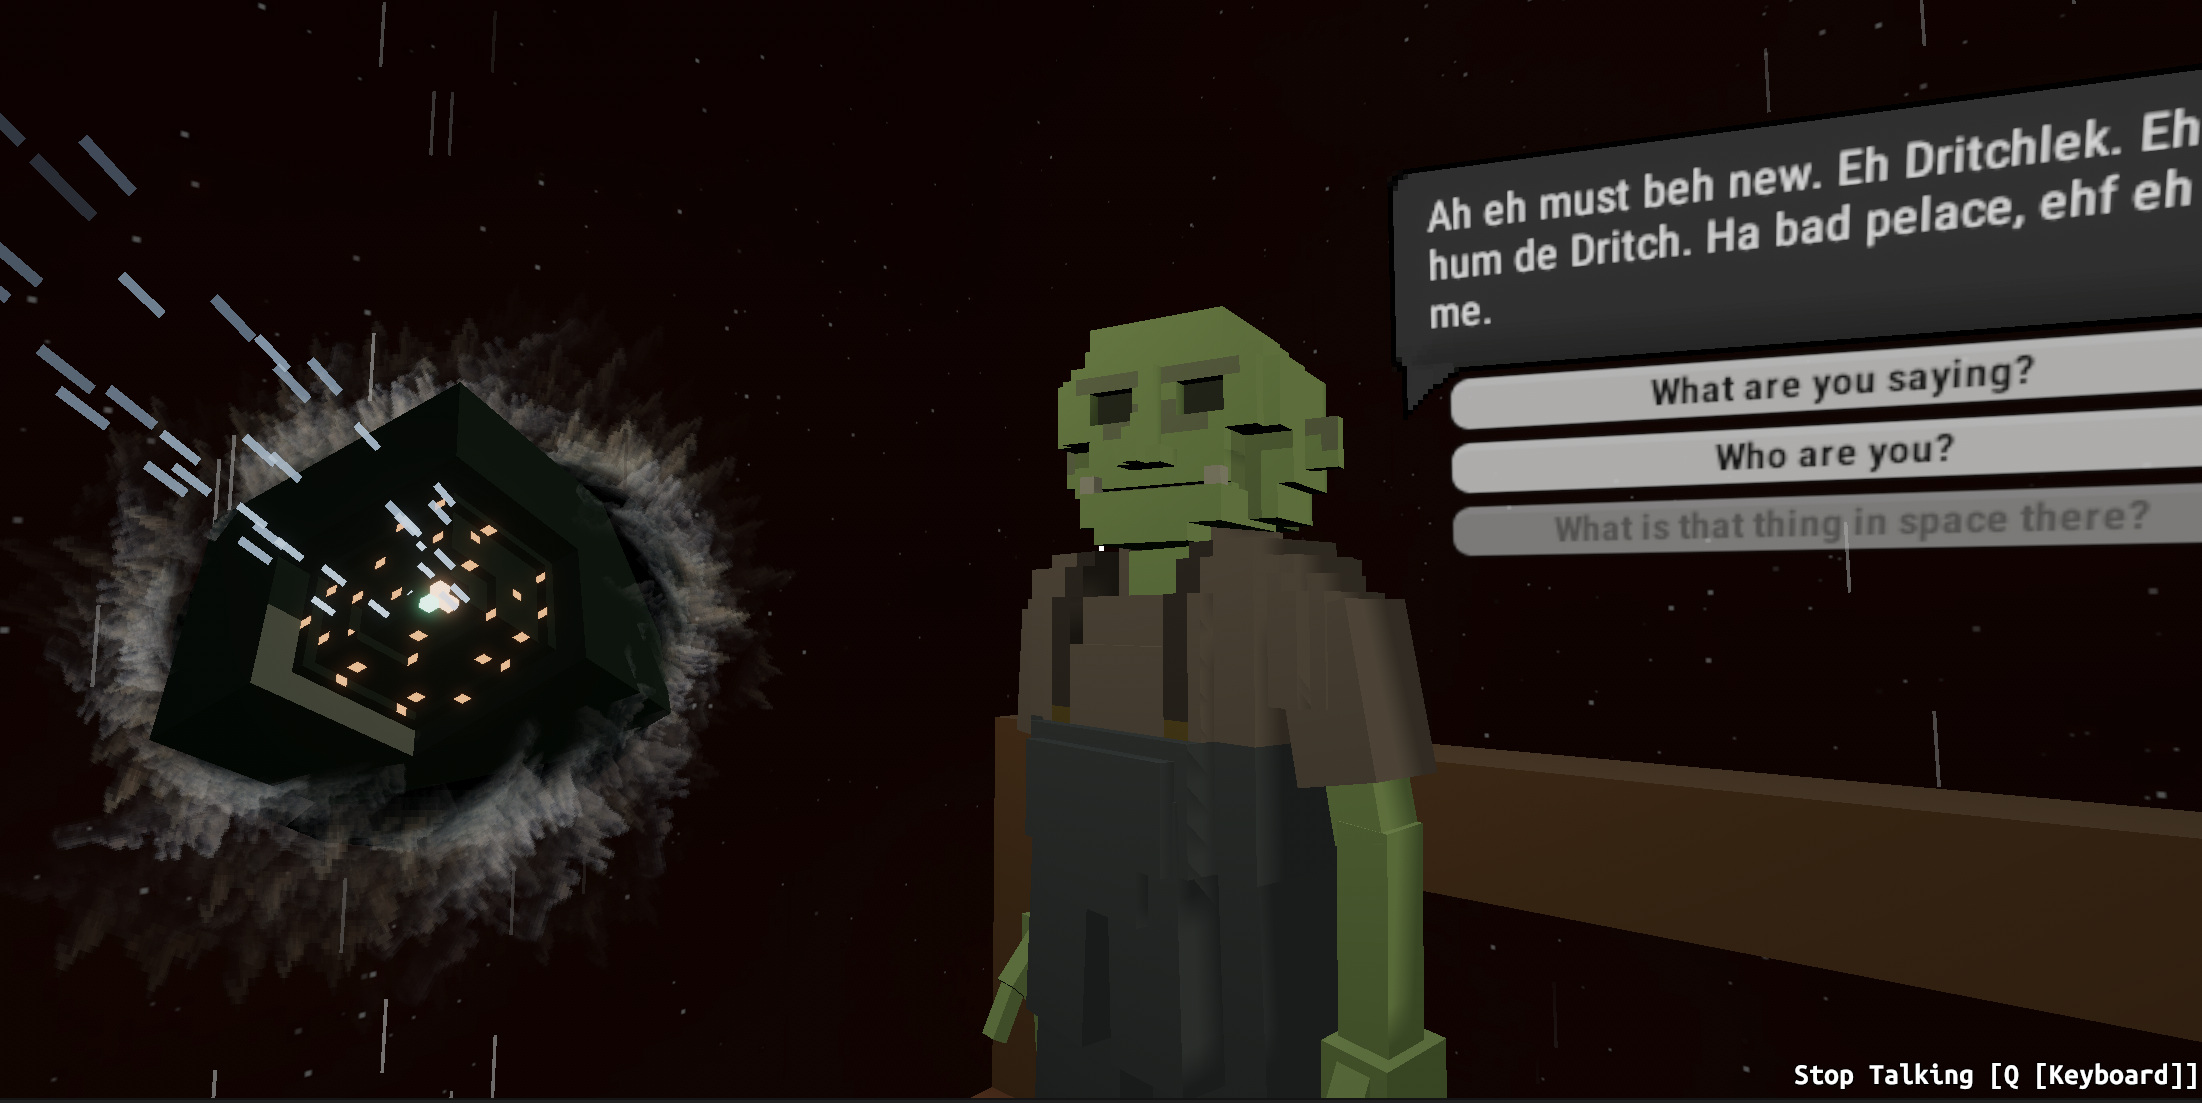 Ah eh must beh new. Eh Dritchlek. Eh
hum de Dritch. Ha bad pelace, ehf eh
me.
What are you saying?
Who are you?
What is that thing in space there?
Stop Talking [Q [Keyboard]]